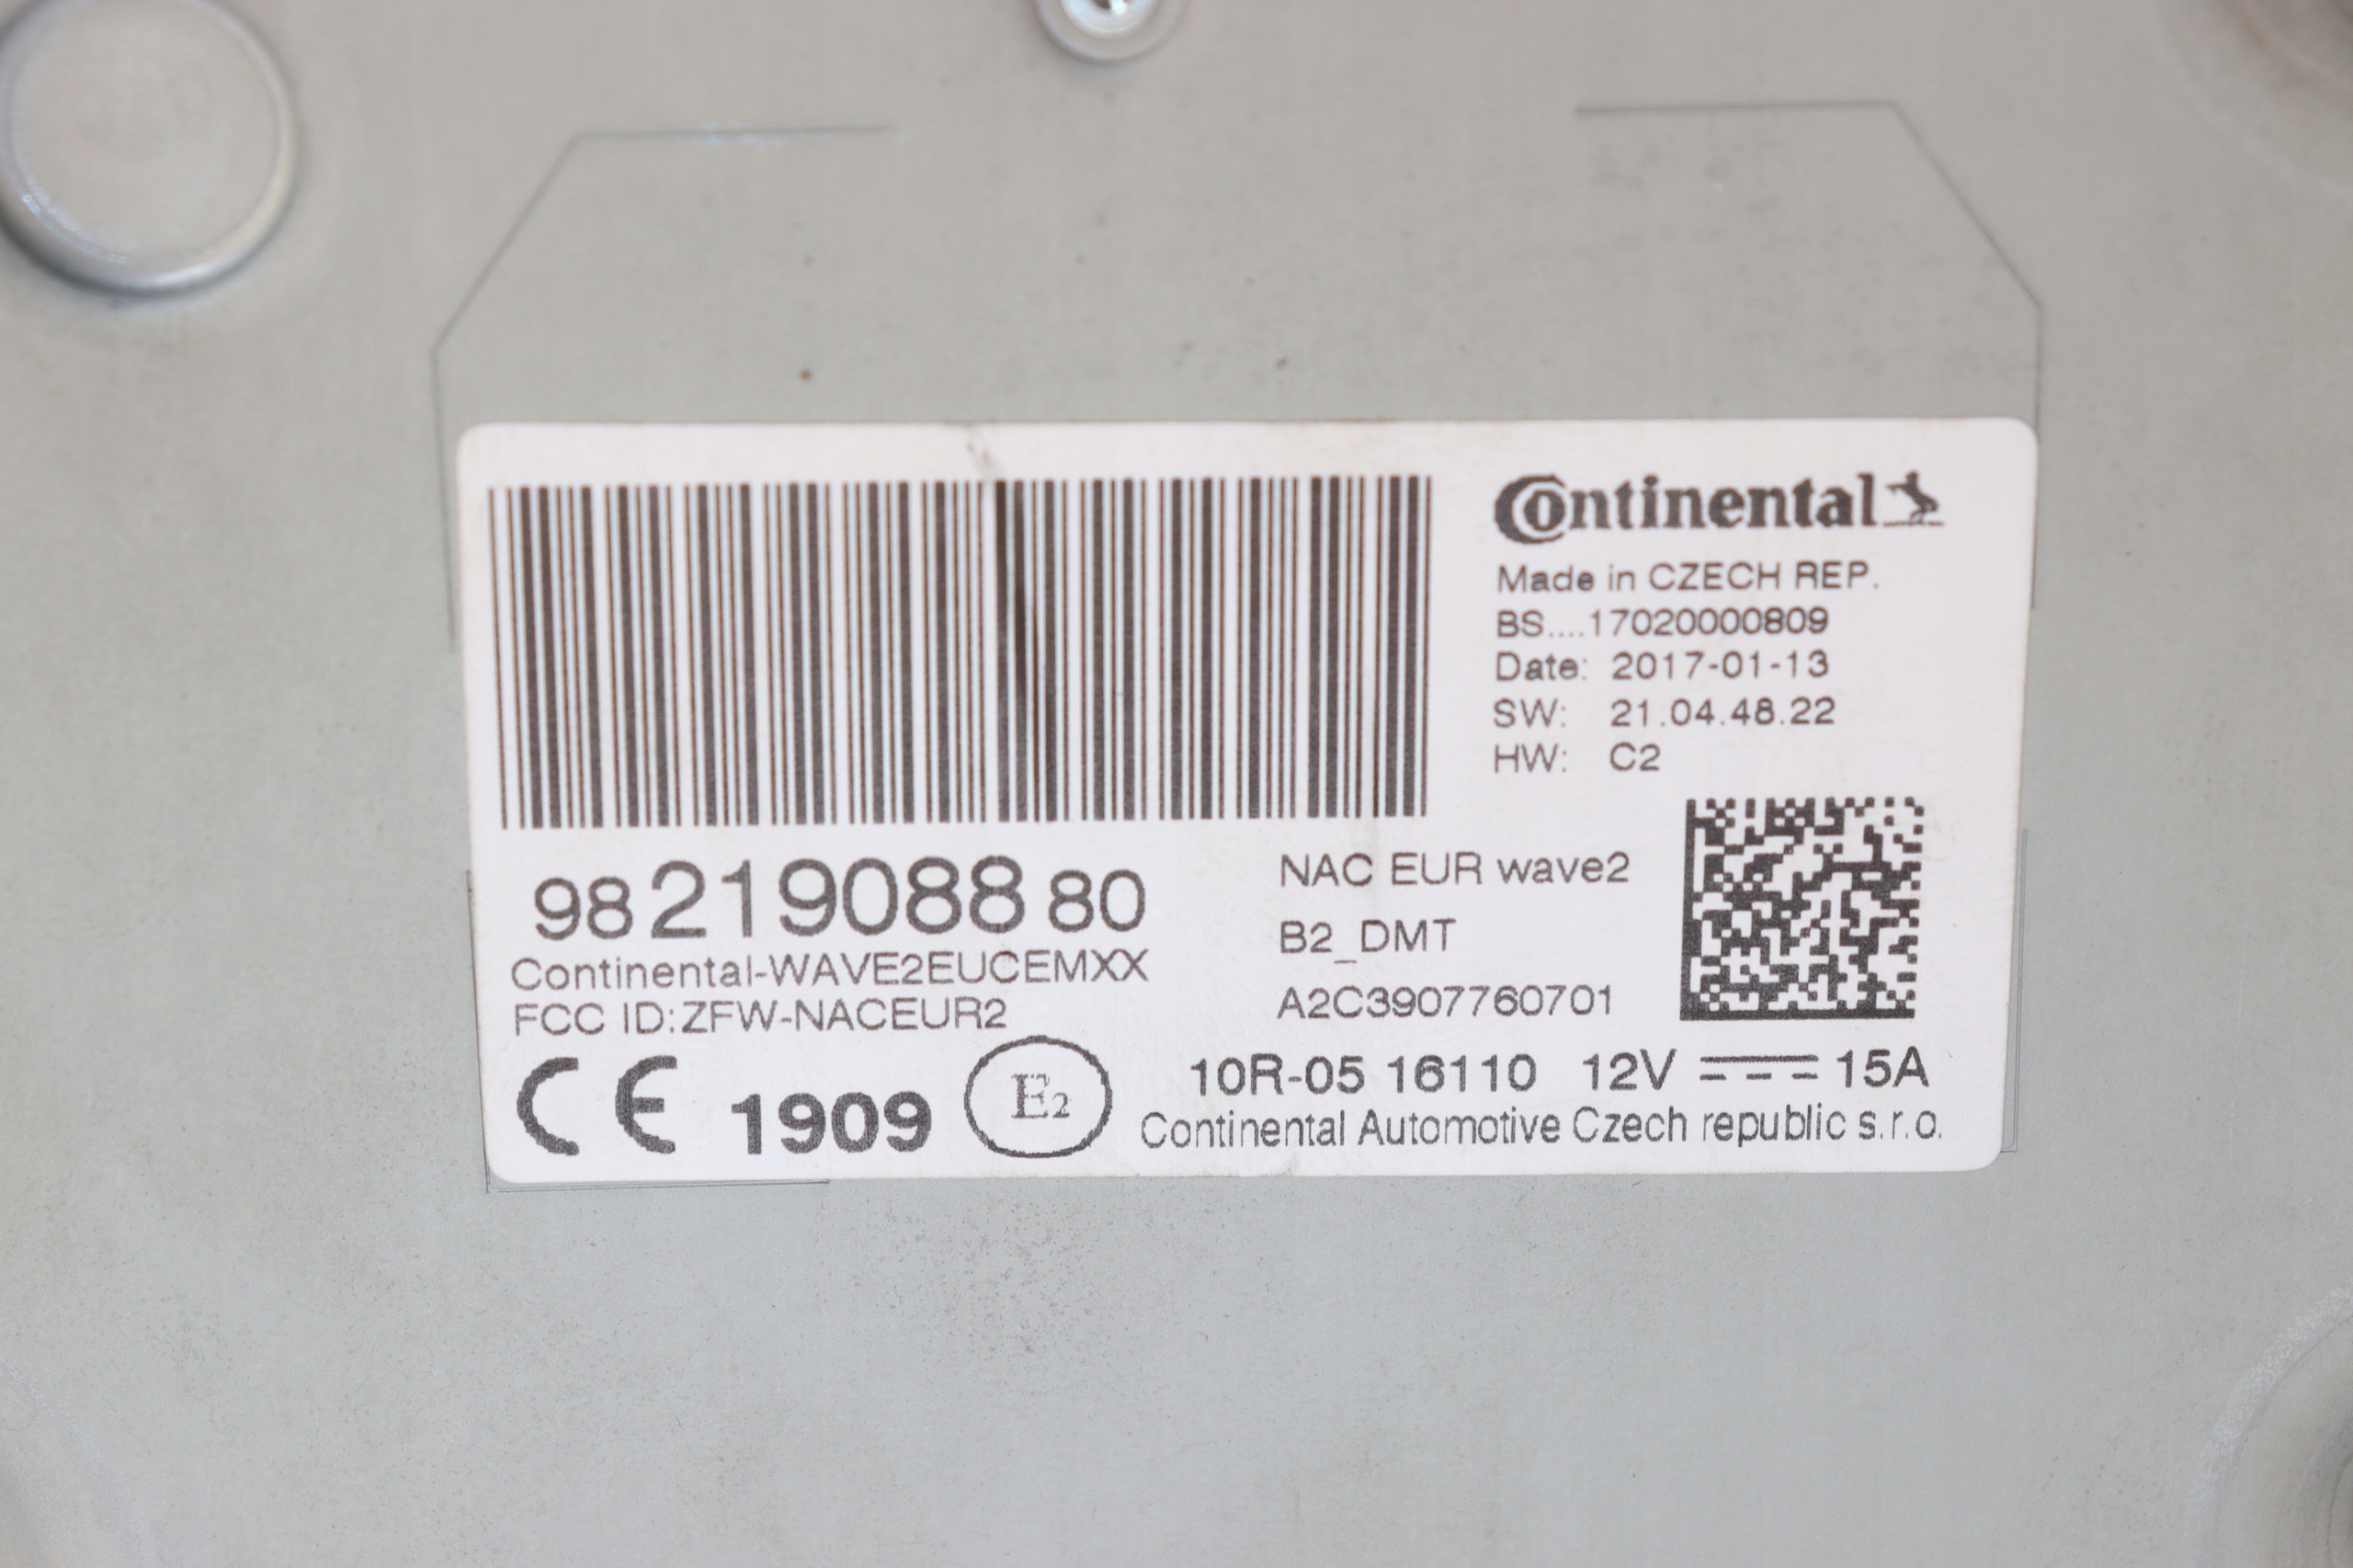 Continental
Made in CZECH REP.
BS....17020000809
Date: 2017-01-13
SW: 21.04.48.22
HW: C2
98 219088 80
Continental-WAVE2EUCEMXX
FCC ID:ZFW-NACEUR2
NAC EUR wave2
B2_DMT
A2C3907760701
CE 1909 E2
10R-05 16110 12V 15A
Continental Automotive Czech republic s.r.o.